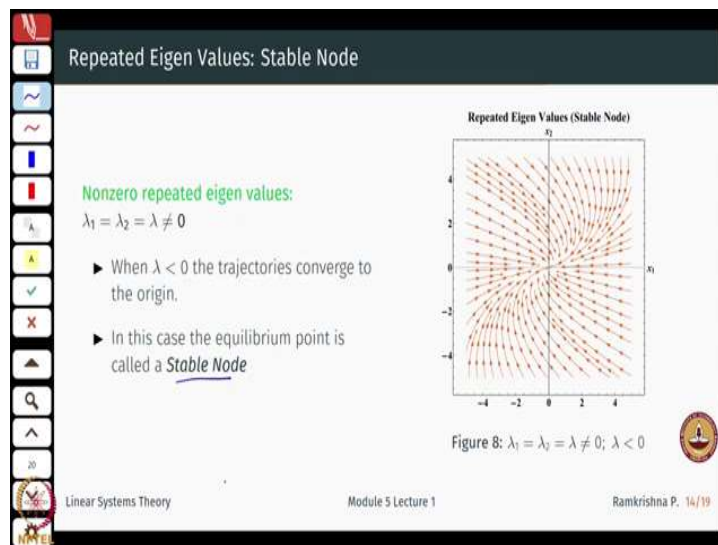 Repeated Eigen Values: Stable Node
Nonzero repeated eigen values:
λ₁ = λ₂ = λ ≠ 0
▶ When λ < 0 the trajectories converge to
the origin.
▶ In this case the equilibrium point is
called a Stable Node
Repeated Eigen Values (Stable Node)
x₂
4
2
0
−2
−4
x₁
−4 −2 0 2 4
Figure 8: λ₁ = λ₂ = λ ≠ 0; λ < 0
A
A
20
NPTEL
Linear Systems Theory
Module 5 Lecture 1
Ramkrishna P. 14/19